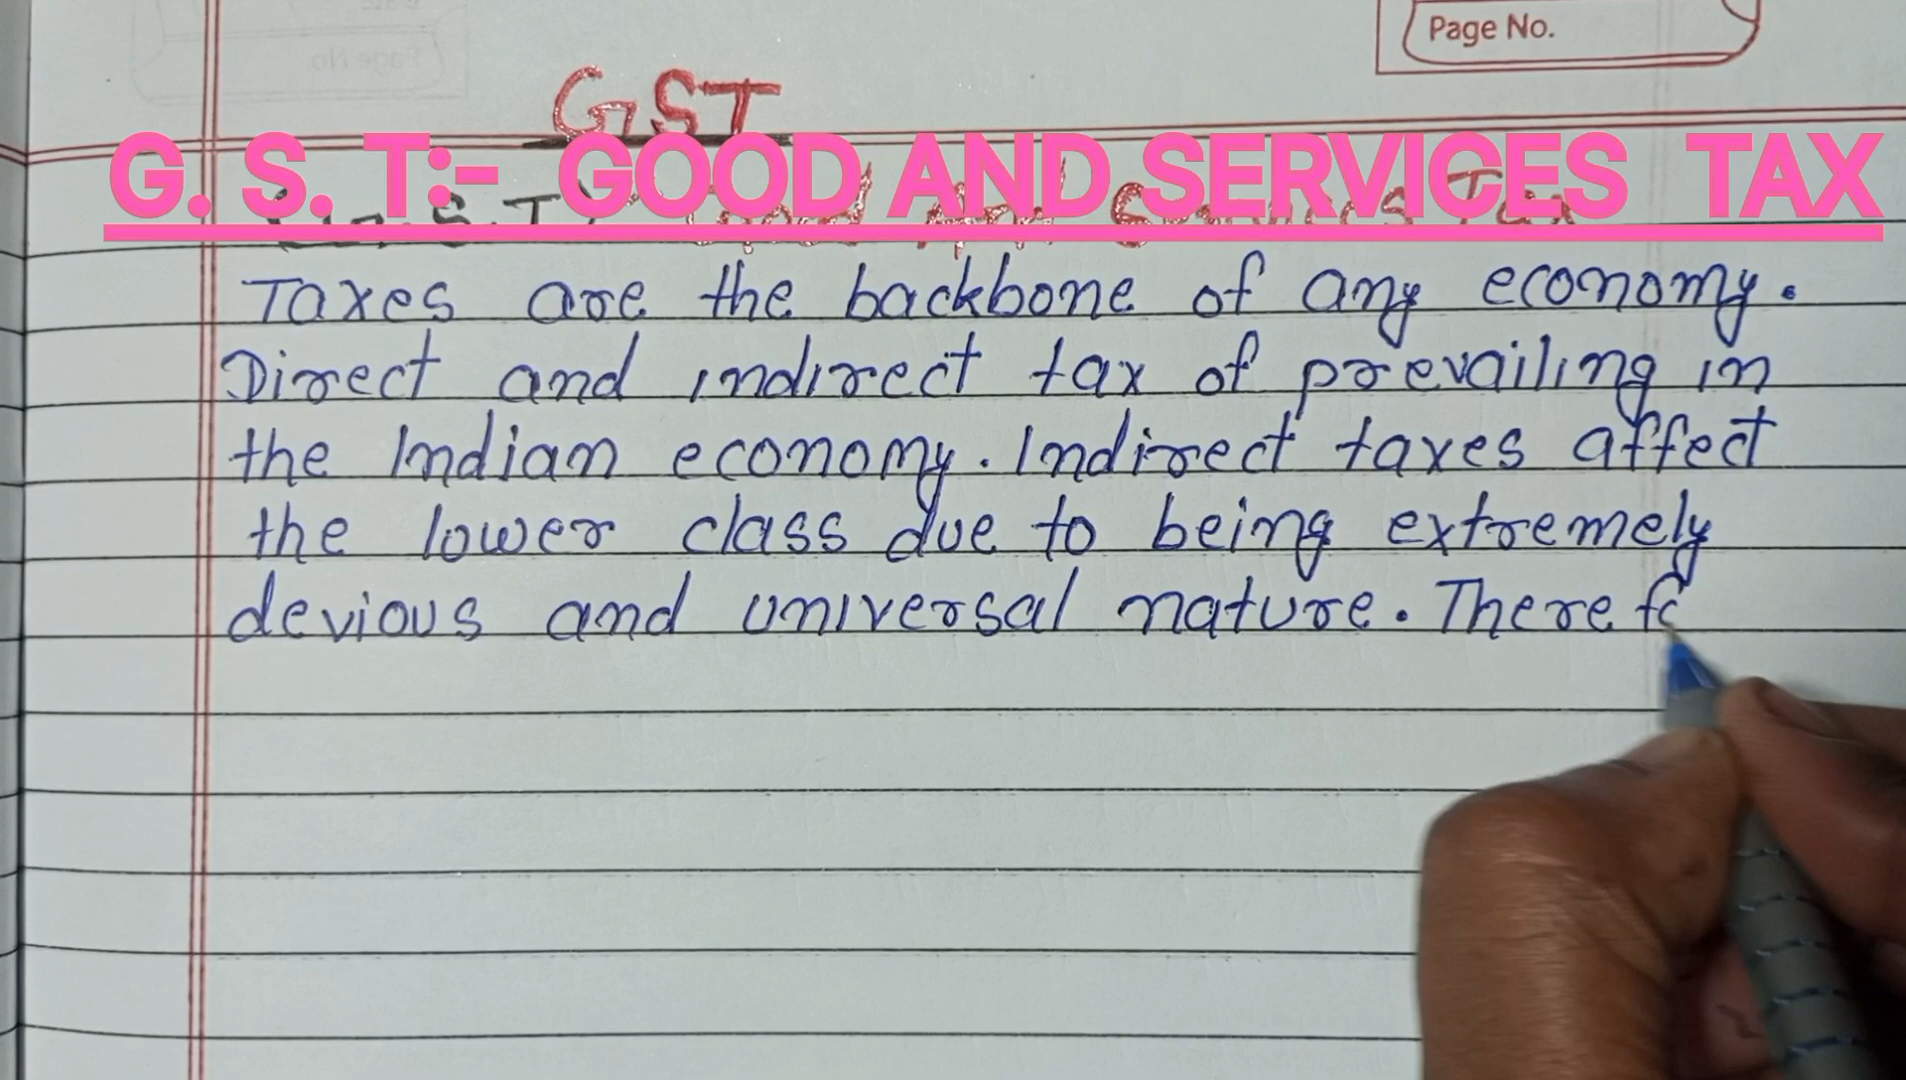 Page No.
GST
G. S. T:- GOOD AND SERVICES TAX
Taxes are the backbone of any economy.
Direct and indirect tax of prevailing in
the Indian economy. Indirect taxes affect
the lower class due to being extremely
devious and universal nature. There fo